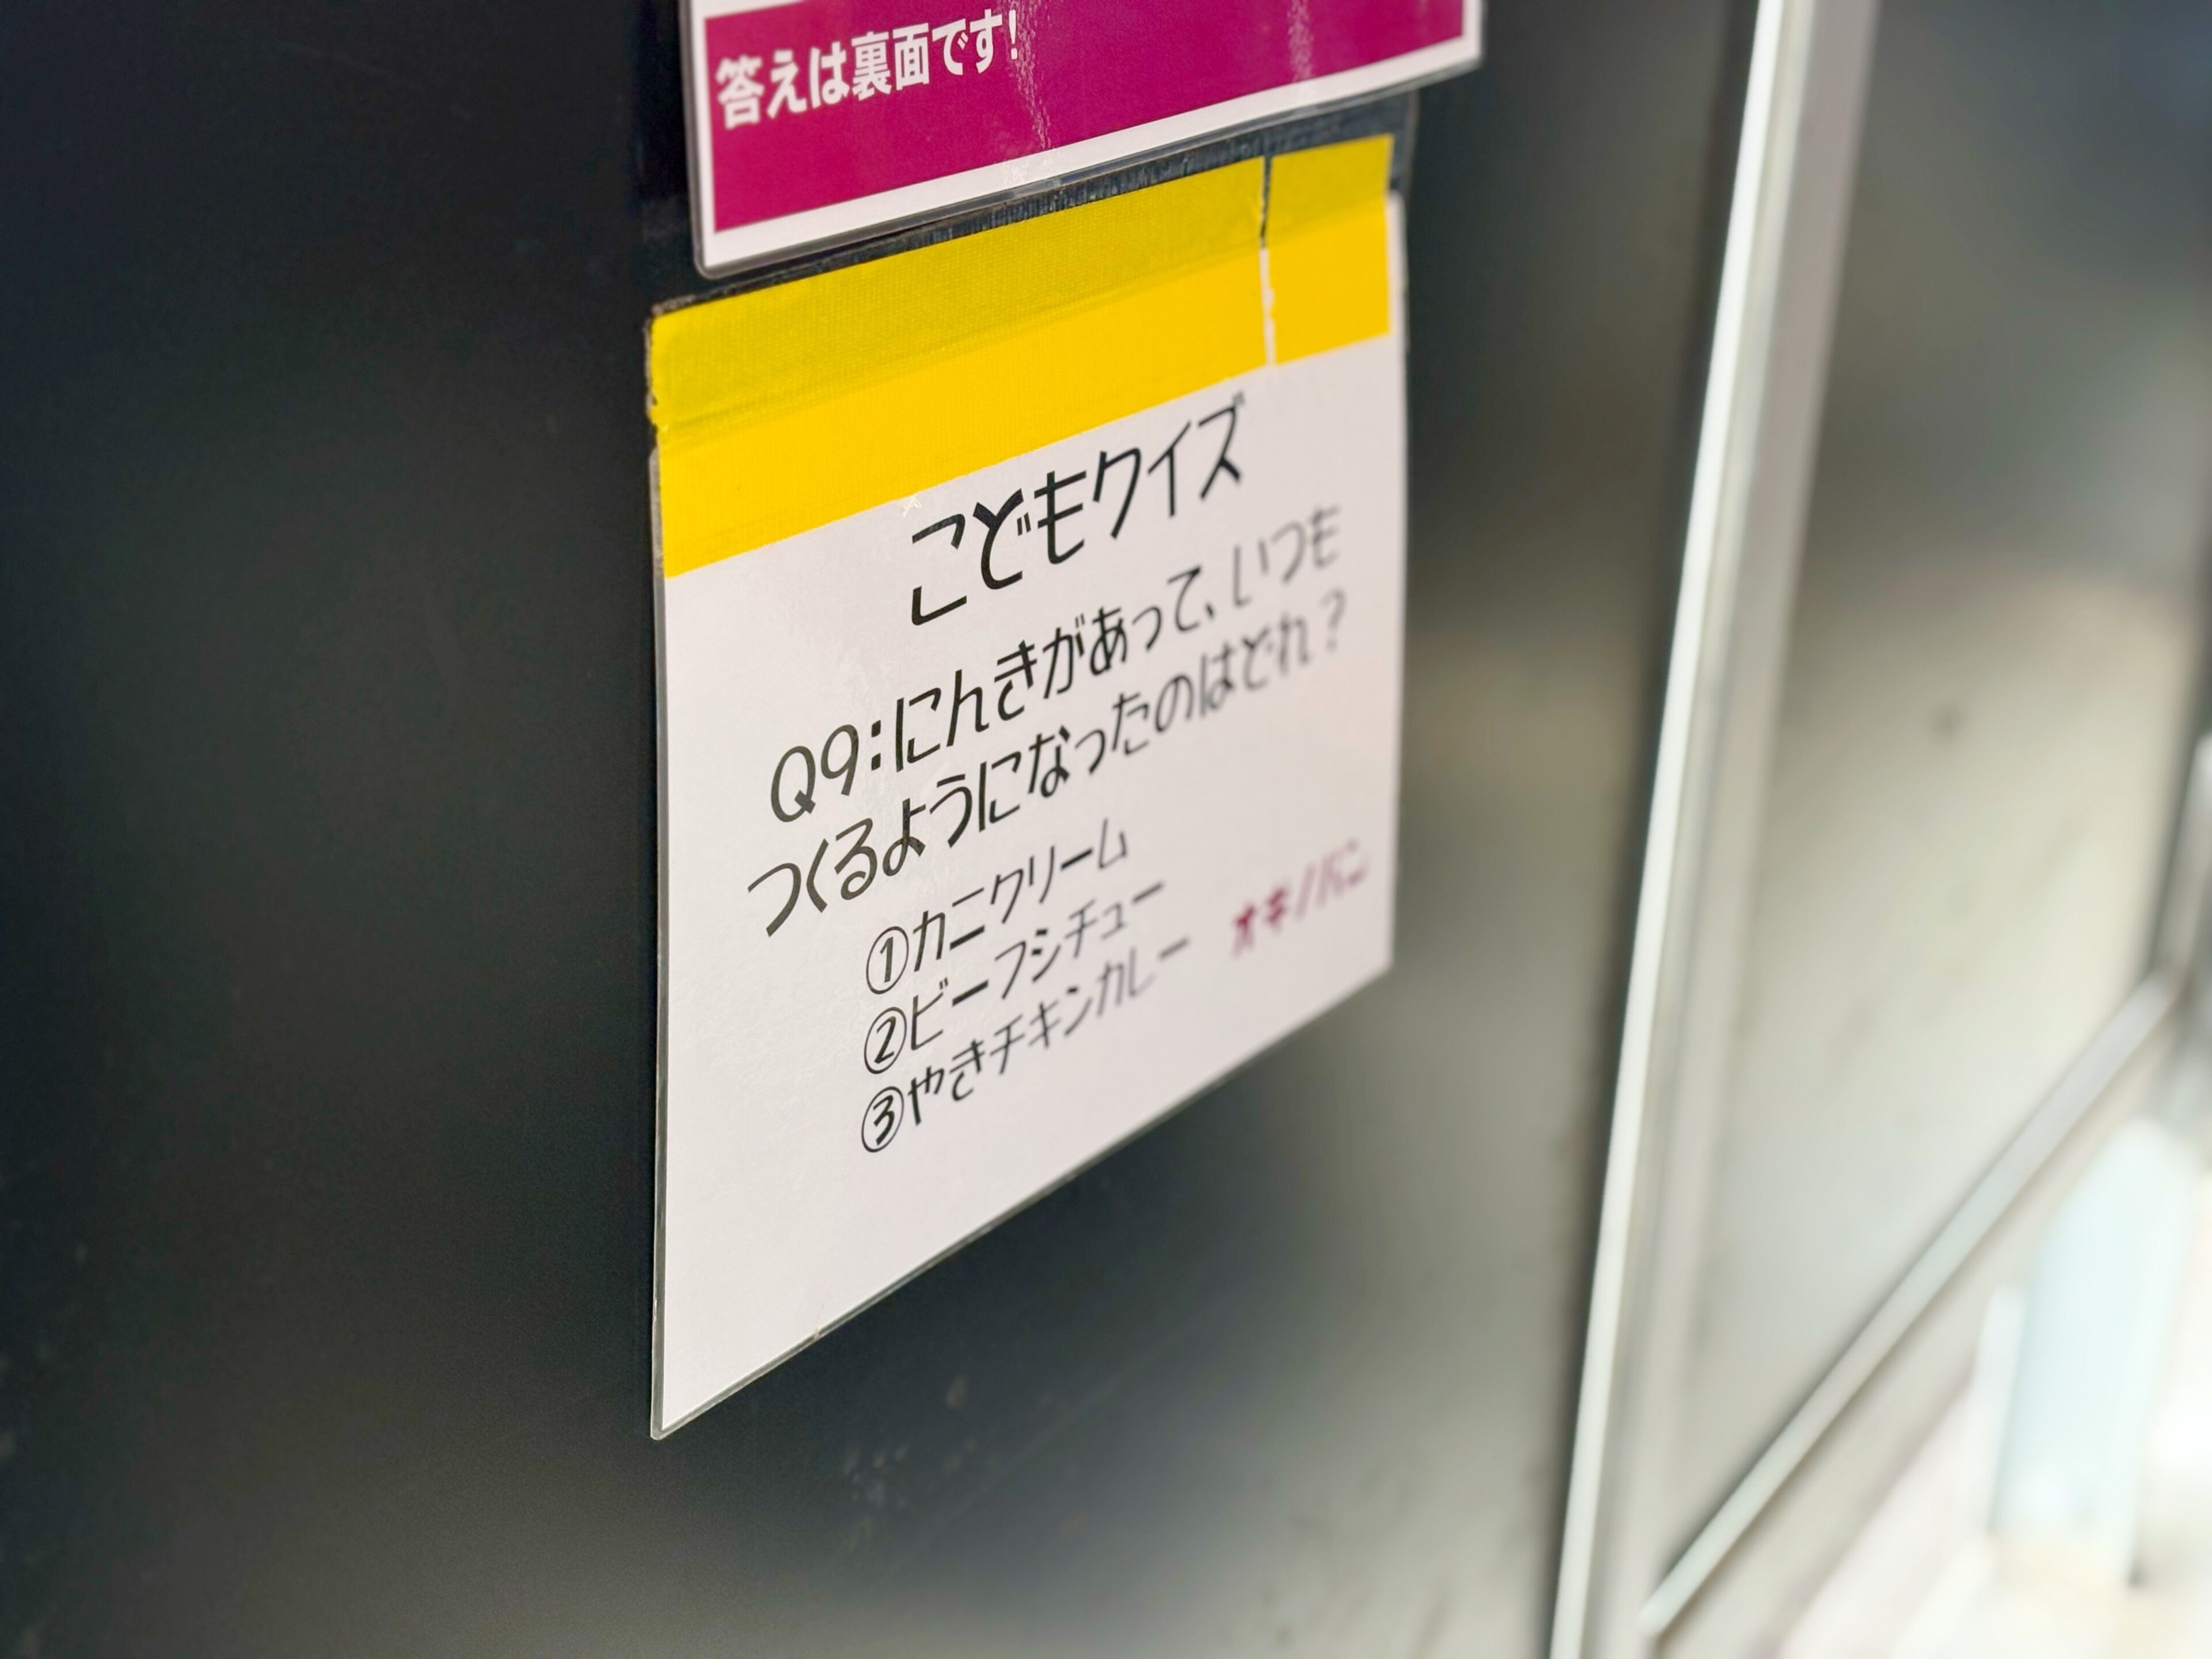 答えは裏面です!
こどもクイズ
Q9:にんきがあって、いつも
つくるようになったのはどれ?
①カニクリーム
②ビーフシチュー
③やきチキンカレー
オキノパン